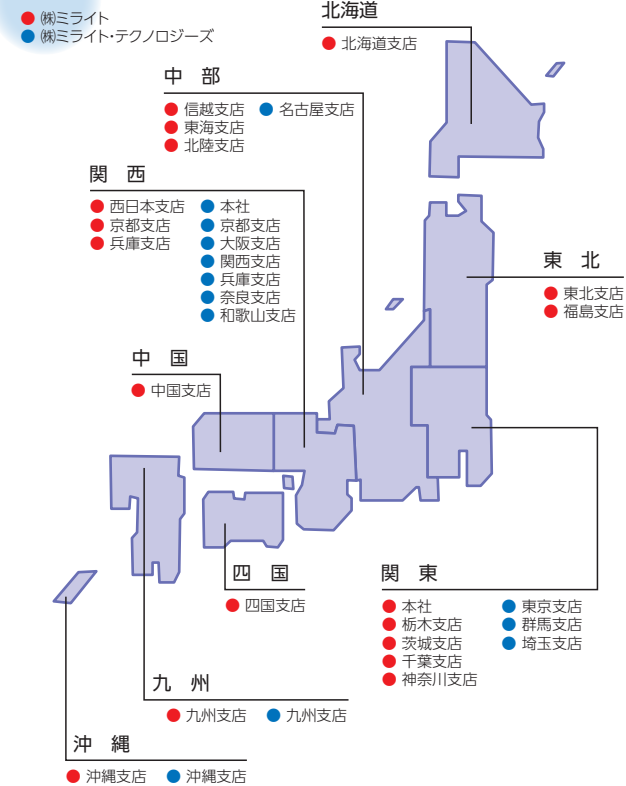 ㈱ミライト
㈱ミライト・テクノロジーズ
北海道
北海道支店
中部
信越支店 名古屋支店
東海支店
北陸支店
関西
西日本支店 本社
京都支店 京都支店
兵庫支店 大阪支店
関西支店
兵庫支店
奈良支店
和歌山支店
東北
東北支店
福島支店
中国
中国支店
四国
四国支店
関東
本社 東京支店
栃木支店 群馬支店
茨城支店 埼玉支店
千葉支店
神奈川支店
九州
九州支店 九州支店
沖縄
沖縄支店 沖縄支店